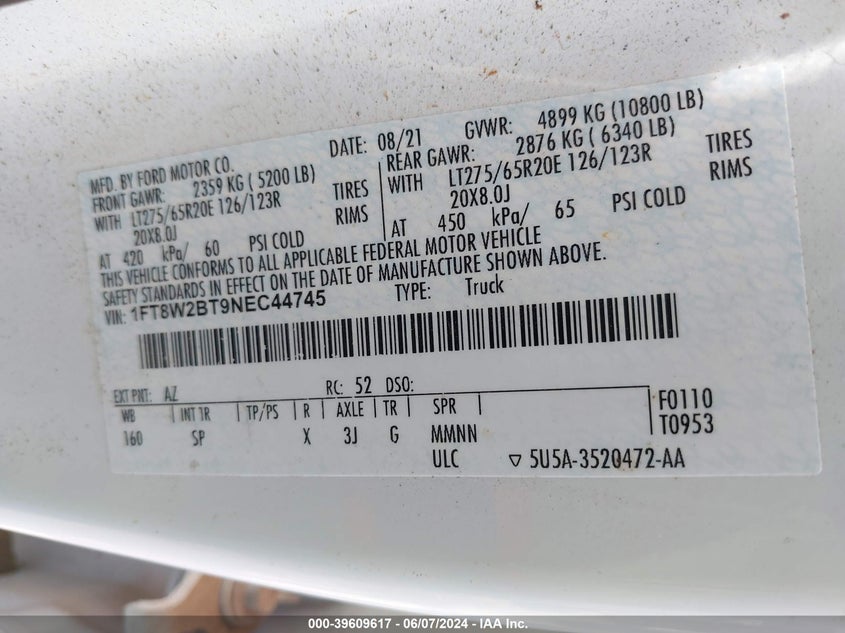 MFD. BY FORD MOTOR CO.
DATE: 08/21 GVWR: 4899 KG (10800 LB)
FRONT GAWR: 2359 KG ( 5200 LB)
WITH LT275/65R20E 126/123R TIRES
20X8.0J RIMS
AT 420 kPa/ 60 PSI COLD
REAR GAWR: 2876 KG ( 6340 LB)
WITH LT275/65R20E 126/123R TIRES
20X8.0J RIMS
AT 450 kPa/ 65 PSI COLD
THIS VEHICLE CONFORMS TO ALL APPLICABLE FEDERAL MOTOR VEHICLE
SAFETY STANDARDS IN EFFECT ON THE DATE OF MANUFACTURE SHOWN ABOVE.
VIN: 1FT8W2BT9NEC44745 TYPE: Truck
EXT PNT: AZ RC: 52 DSO:
WB INT TR TP/PS R AXLE TR SPR
160 SP X 3J G MMNN
ULC
F0110
T0953
5U5A-3520472-AA
000-39609617 - 06/07/2024 - IAA Inc.